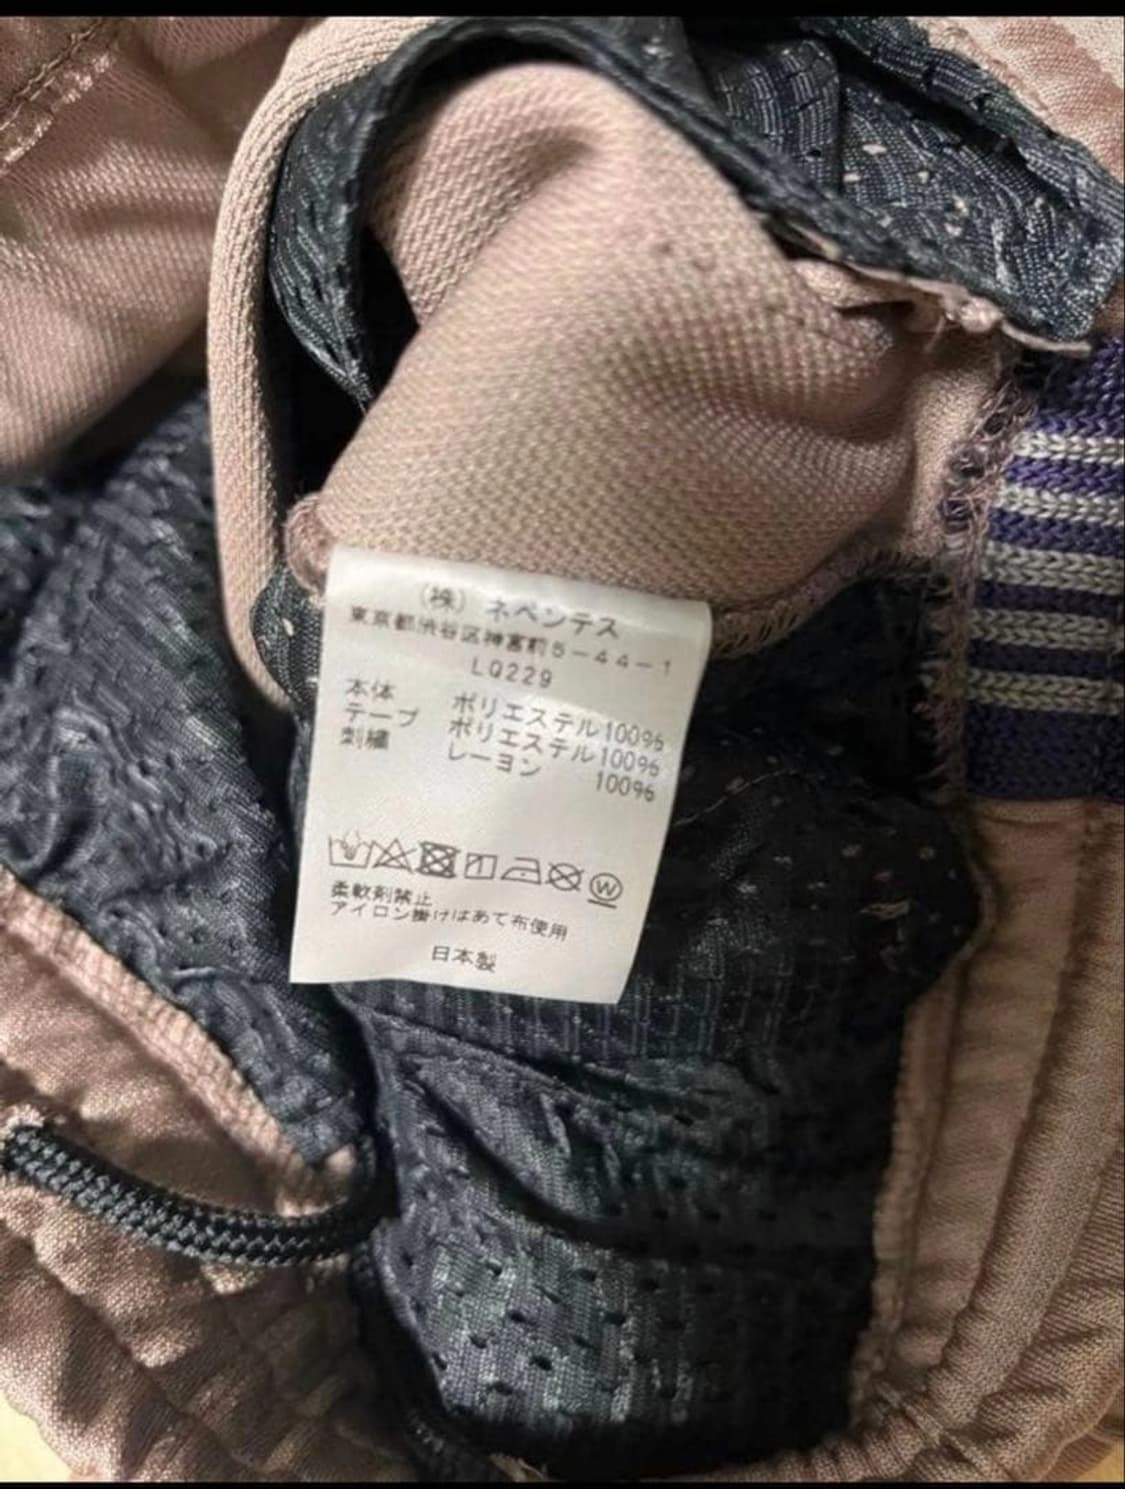 (株) ネペンテス
東京都渋谷区神宮前5-44-1
LQ229
本体 ポリエステル100%
テープ ポリエステル100%
刺繍 レーヨン 100%
W
柔軟剤禁止
アイロン掛けはあて布使用
日本製